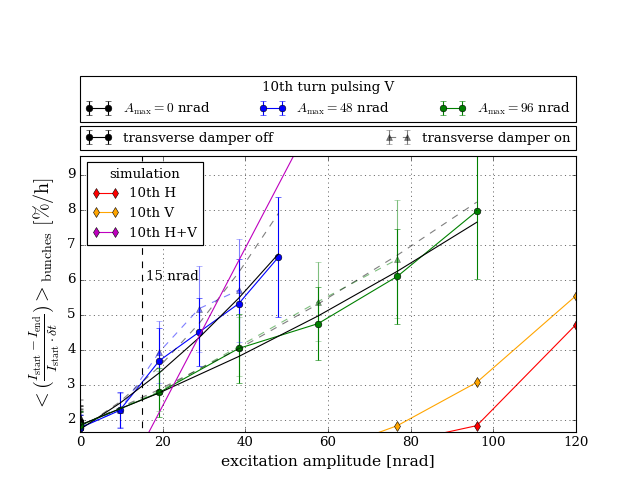 10th turn pulsing V
A_max = 0 nrad A_max = 48 nrad A_max = 96 nrad
transverse damper off transverse damper on
simulation
10th H
10th V
10th H+V
15 nrad
9
8
7
6
5
4
3
2
0 20 40 60 80 100 120
excitation amplitude [nrad]
< (I_start − I_end / I_start · δt) >_bunches [%/h]